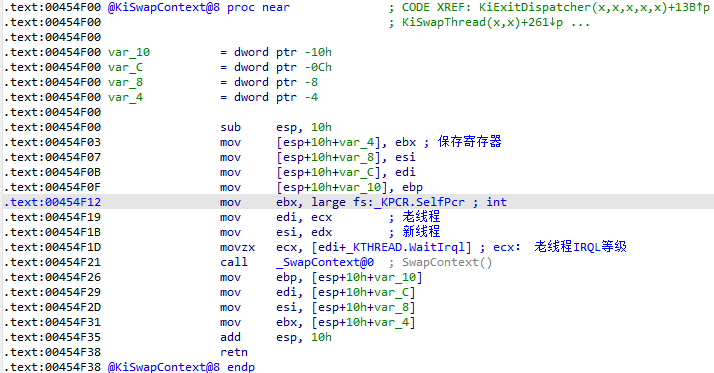 .text:00454F00 @KiSwapContext@8 proc near ; CODE XREF: KiExitDispatcher(x,x,x,x,x)+13B↑p
.text:00454F00 ; KiSwapThread(x,x)+261↓p ...
.text:00454F00
.text:00454F00 var_10 = dword ptr -10h
.text:00454F00 var_C = dword ptr -0Ch
.text:00454F00 var_8 = dword ptr -8
.text:00454F00 var_4 = dword ptr -4
.text:00454F00
.text:00454F00 sub esp, 10h
.text:00454F03 mov [esp+10h+var_4], ebx ; 保存寄存器
.text:00454F07 mov [esp+10h+var_8], esi
.text:00454F0B mov [esp+10h+var_C], edi
.text:00454F0F mov [esp+10h+var_10], ebp
.text:00454F12 mov ebx, large fs:_KPCR.SelfPcr ; int
.text:00454F19 mov edi, ecx ; 老线程
.text:00454F1B mov esi, edx ; 新线程
.text:00454F1D movzx ecx, [edi+_KTHREAD.WaitIrql] ; ecx: 老线程IRQL等级
.text:00454F21 call _SwapContext@0 ; SwapContext()
.text:00454F26 mov ebp, [esp+10h+var_10]
.text:00454F29 mov edi, [esp+10h+var_C]
.text:00454F2D mov esi, [esp+10h+var_8]
.text:00454F31 mov ebx, [esp+10h+var_4]
.text:00454F35 add esp, 10h
.text:00454F38 retn
.text:00454F38 @KiSwapContext@8 endp